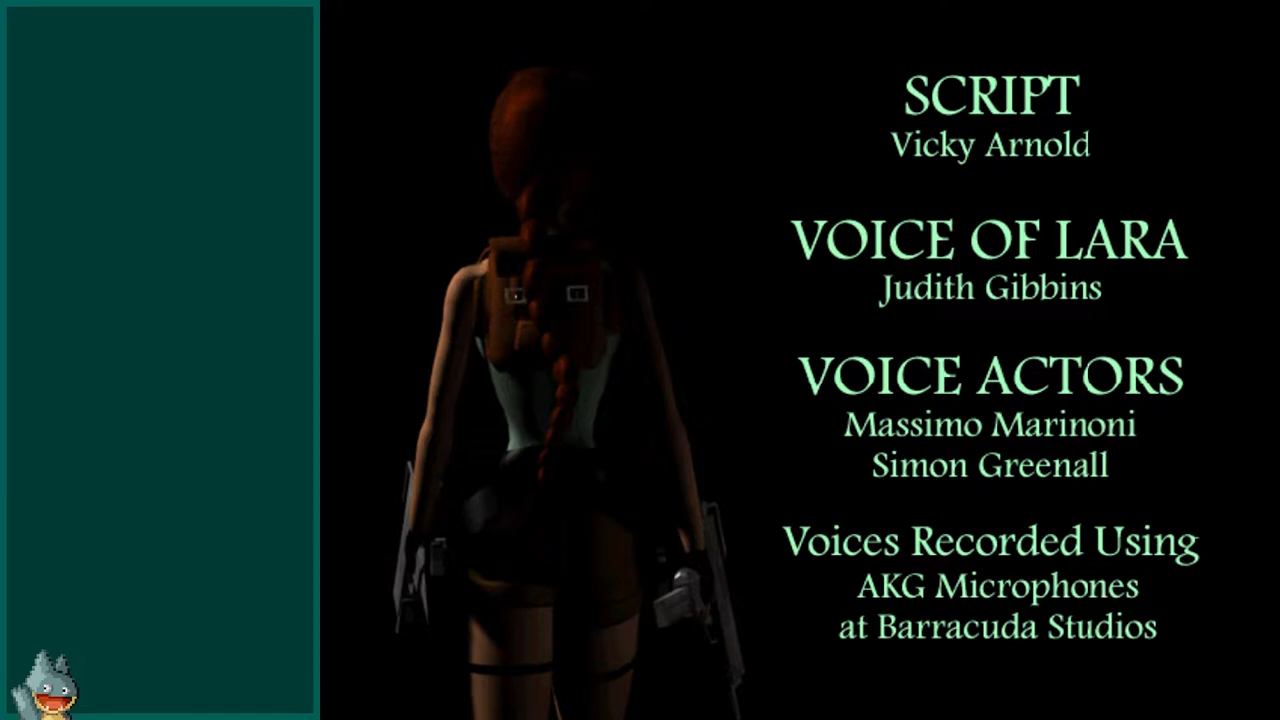 SCRIPT
Vicky Arnold
VOICE OF LARA
Judith Gibbins
VOICE ACTORS
Massimo Marinoni
Simon Greenall
Voices Recorded Using
AKG Microphones
at Barracuda Studios